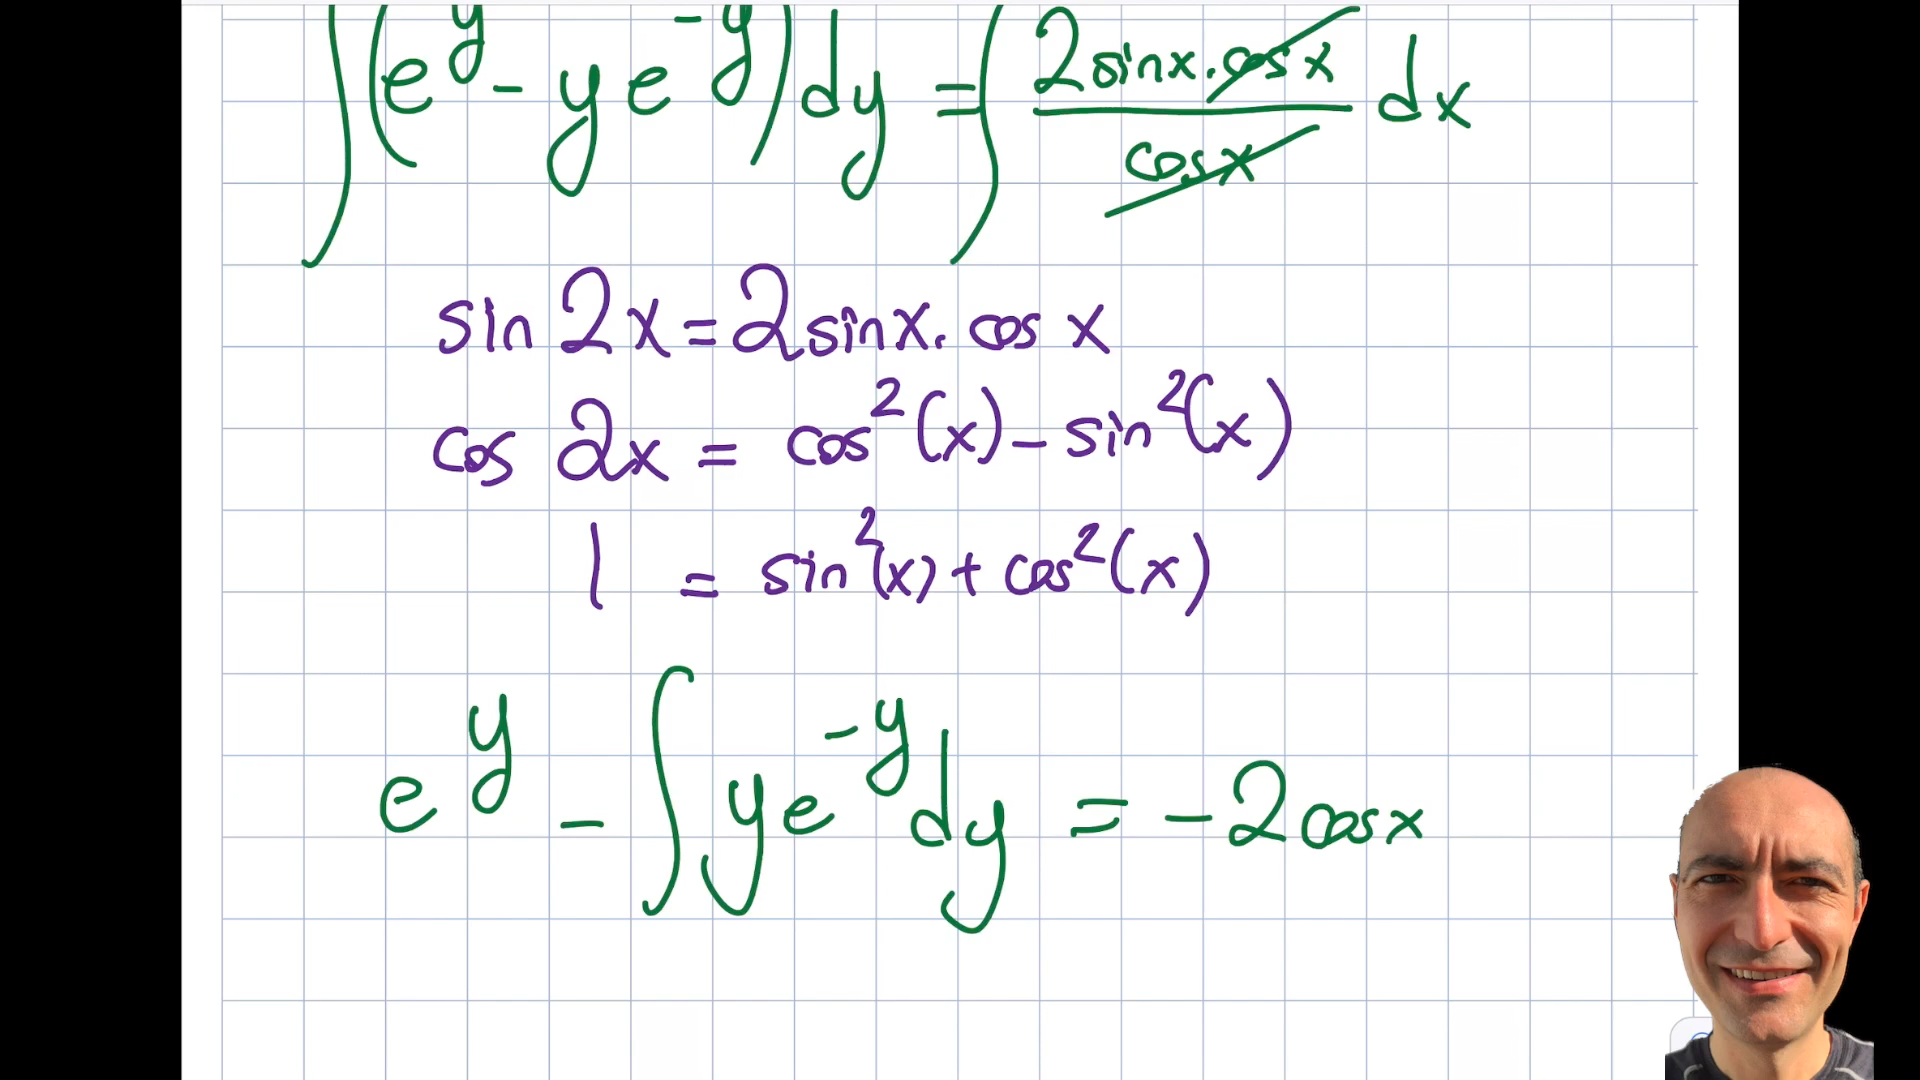 ∫(e^y - ye^-y)dy = ∫ 2sinx.cosx / cosx dx
sin 2x = 2sinx. cos x
cos 2x = cos²(x) - sin²(x)
1 = sin²(x) + cos²(x)
e^y - ∫ye^-y dy = -2cosx